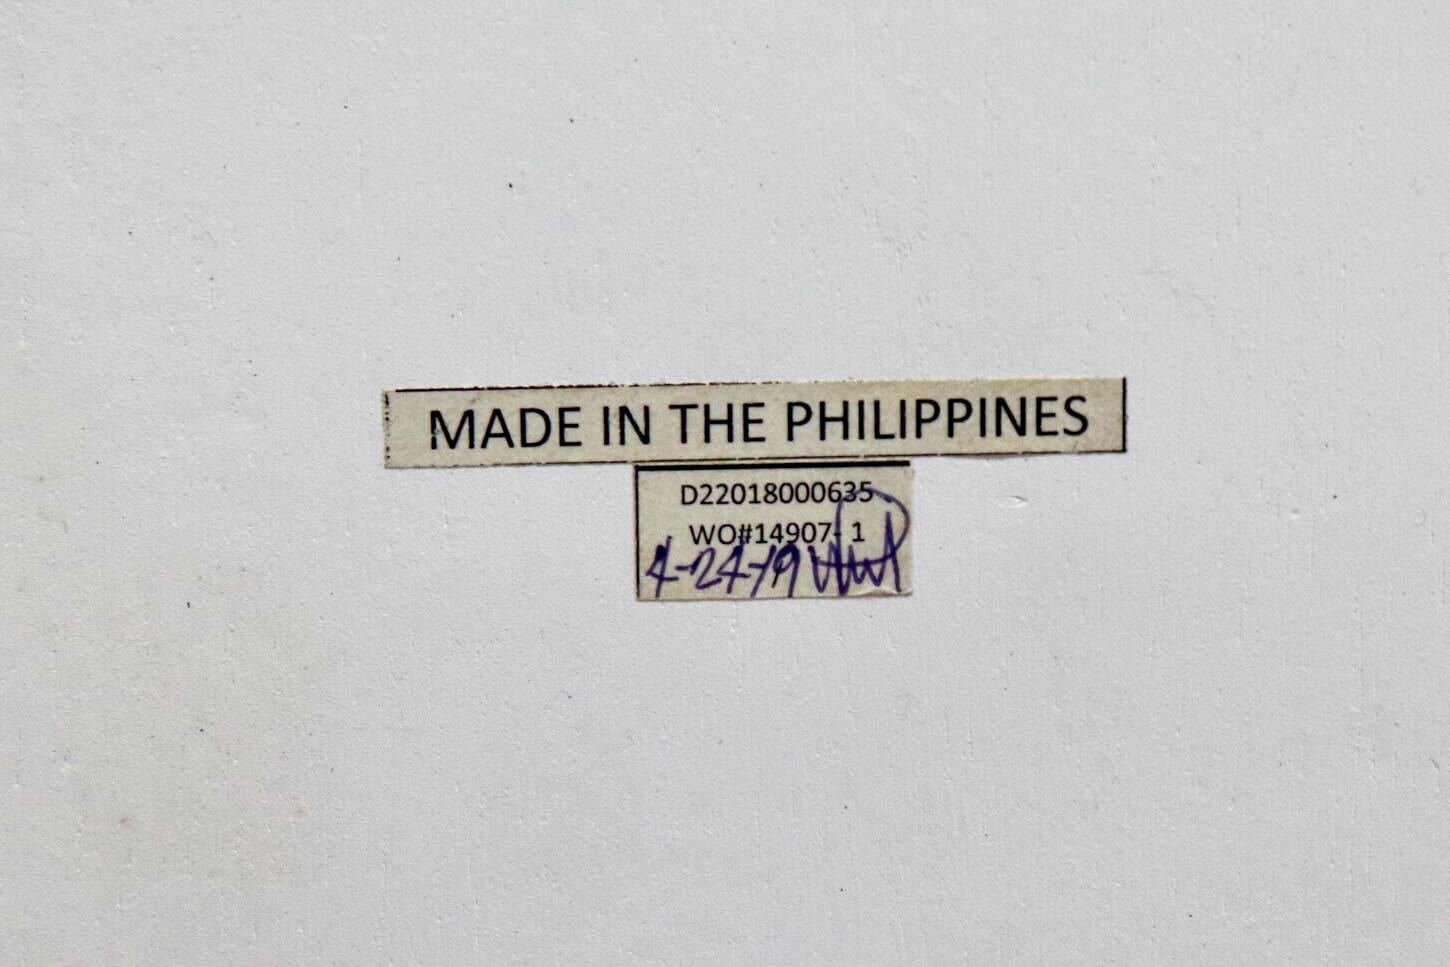 MADE IN THE PHILIPPINES
D22018000635
WO#14907- 1
4-24-19